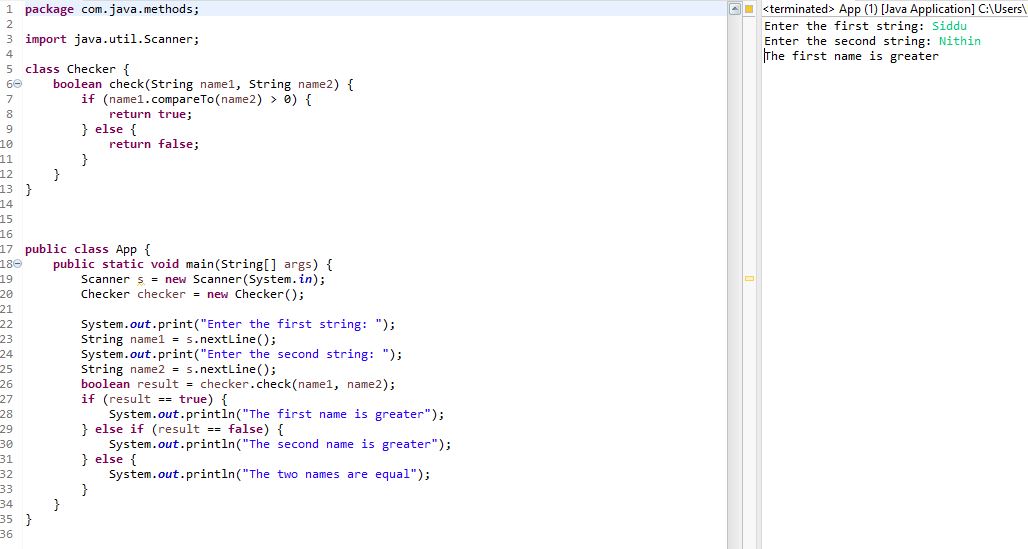 1 package com.java.methods;
2
3 import java.util.Scanner;
4
5 class Checker {
6 boolean check(String name1, String name2) {
7 if (name1.compareTo(name2) > 0) {
8 return true;
9 } else {
10 return false;
11 }
12 }
13 }
14
15
16
17 public class App {
18 public static void main(String[] args) {
19 Scanner s = new Scanner(System.in);
20 Checker checker = new Checker();
21
22 System.out.print("Enter the first string: ");
23 String name1 = s.nextLine();
24 System.out.print("Enter the second string: ");
25 String name2 = s.nextLine();
26 boolean result = checker.check(name1, name2);
27 if (result == true) {
28 System.out.println("The first name is greater");
29 } else if (result == false) {
30 System.out.println("The second name is greater");
31 } else {
32 System.out.println("The two names are equal");
33 }
34 }
35 }
36
<terminated> App (1) [Java Application] C:\Users\
Enter the first string: Siddu
Enter the second string: Nithin
The first name is greater